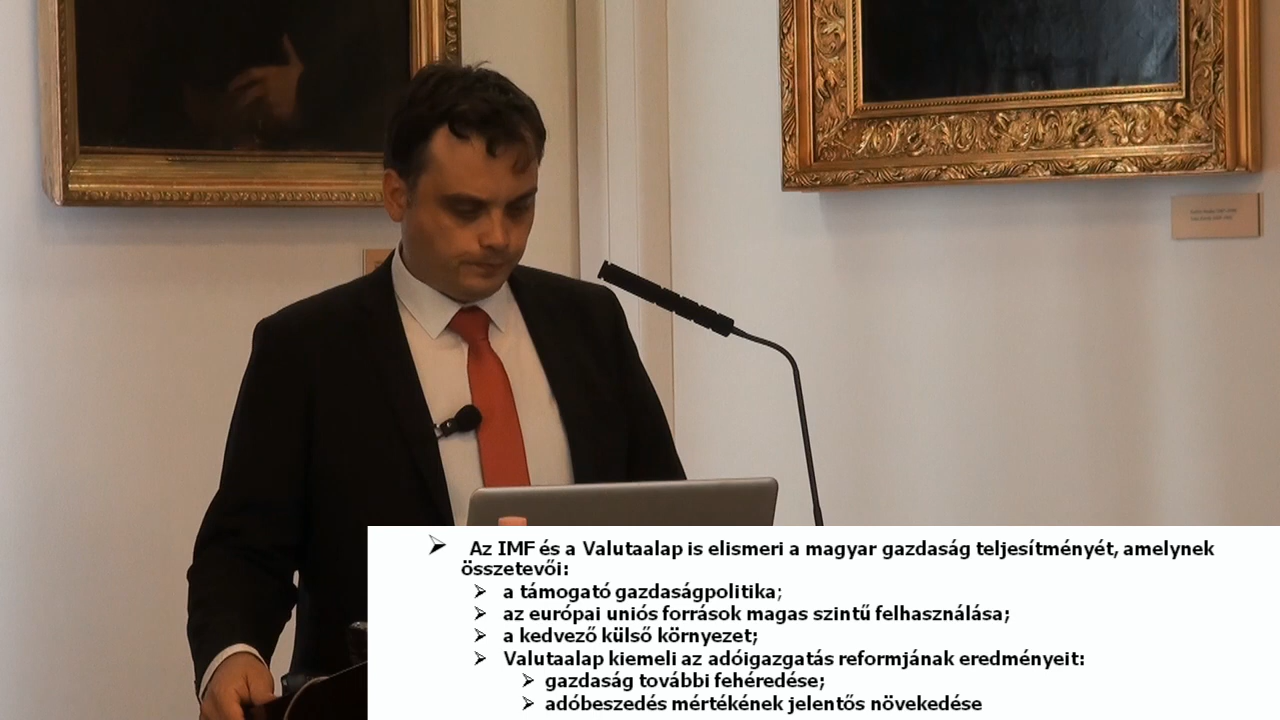 Az IMF és a Valutaalap is elismeri a magyar gazdaság teljesítményét, amelynek
összetevői:
a támogató gazdaságpolitika;
az európai uniós források magas szintű felhasználása;
a kedvező külső környezet;
Valutaalap kiemeli az adóigazgatás reformjának eredményeit:
gazdaság további fehéredése;
adóbeszedés mértékének jelentős növekedése